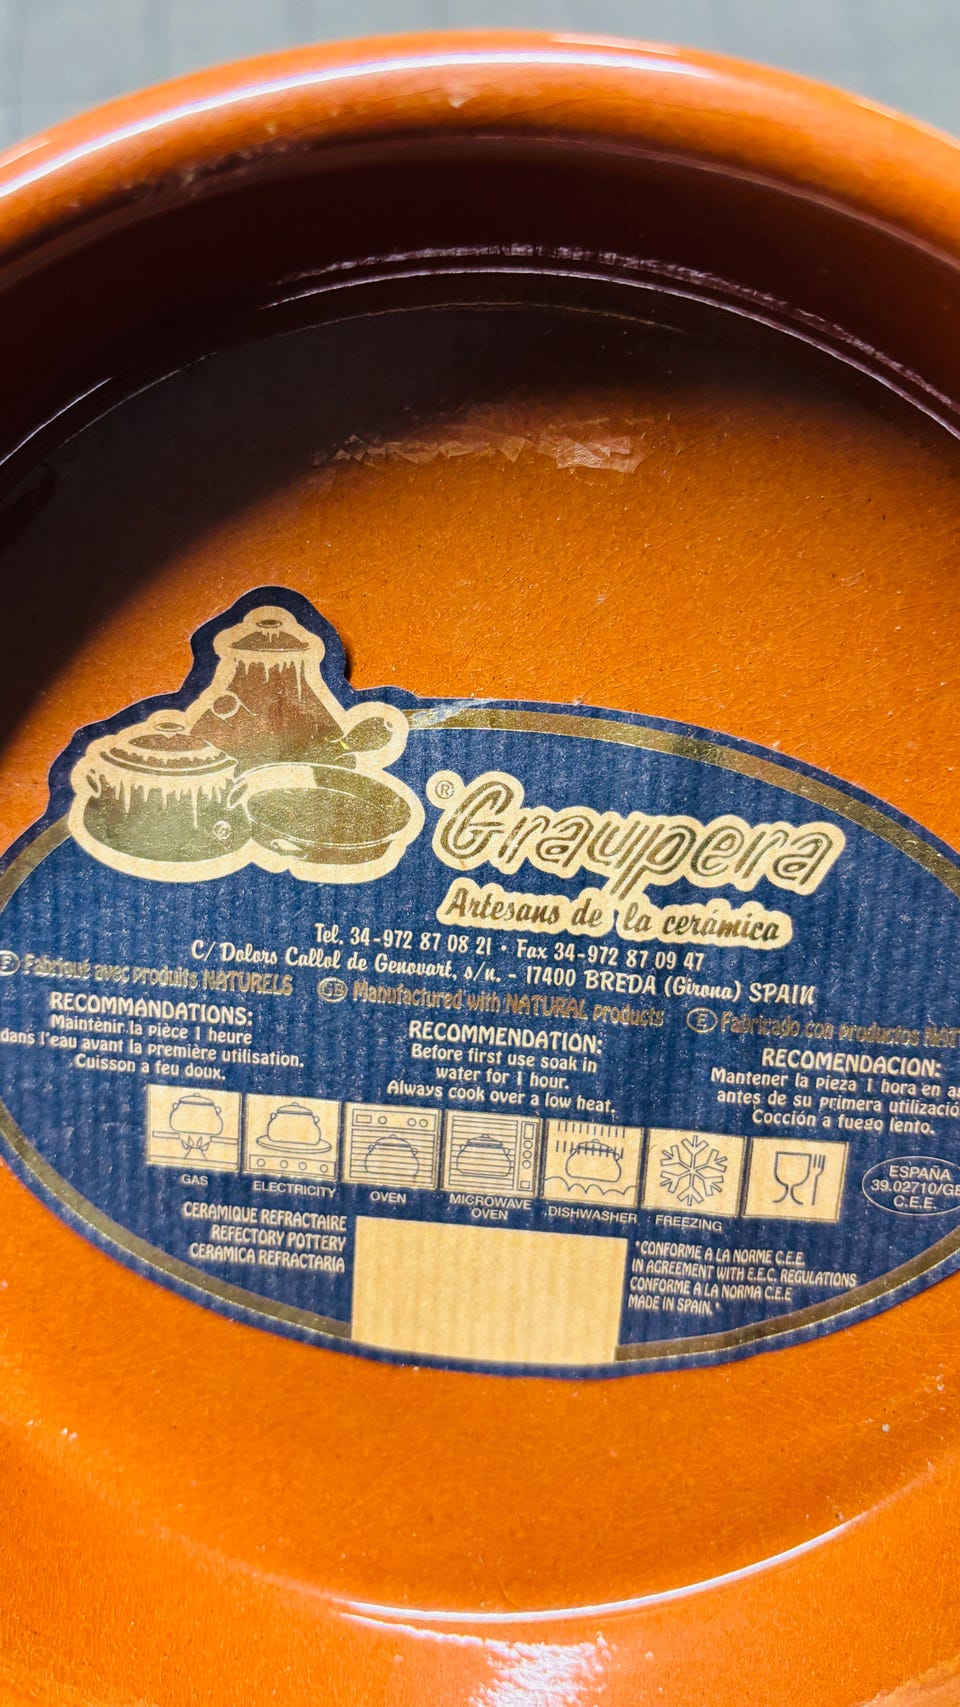 ® Graupera
Artesans de la cerámica
Tel. 34-972 87 08 21 • Fax 34-972 87 09 47
C/ Dolors Callol de Genovart, s/n. - 17400 BREDA (Girona) SPAIN
F Fabriqué avec produits NATURELS
RECOMMANDATIONS:
Maintenir la pièce 1 heure
dans l'eau avant la première utilisation.
Cuisson a feu doux.
GB Manufactured with NATURAL products
RECOMMENDATION:
Before first use soak in
water for 1 hour.
Always cook over a low heat.
E Fabricado con productos
RECOMENDACION:
Mantener la pieza 1 hora en
antes de su primera
Cocción a fuego lento.
GAS
ELECTRICITY
OVEN
MICROWAVE
OVEN
DISHWASHER
FREEZING
ESPAÑA
39.02710/GE
C.E.E.
CERAMIQUE REFRACTAIRE
REFECTORY POTTERY
CERAMICA REFRACTARIA
"CONFORME A LA NORME C.E.E.
IN AGREEMENT WITH E.E.C. REGULATIONS
CONFORME A LA NORMA C.E.E
MADE IN SPAIN."